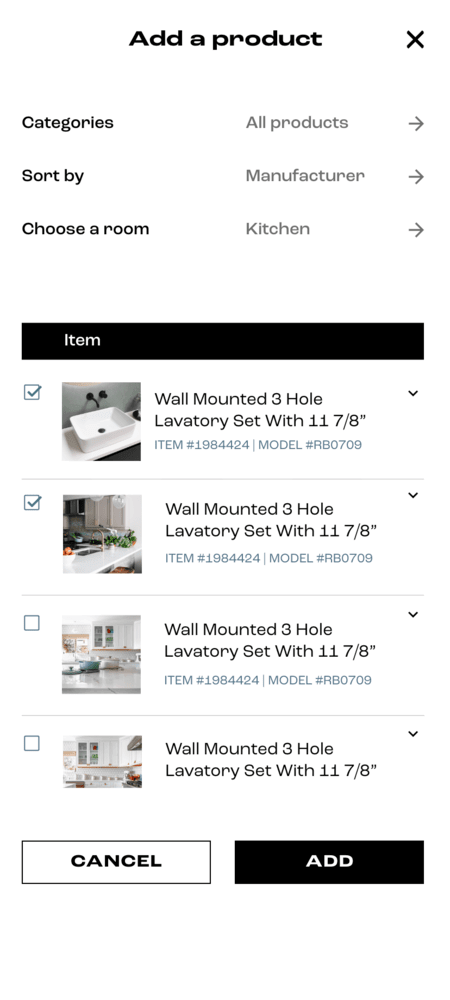 Add a product
Categories All products
Sort by Manufacturer
Choose a room Kitchen
Item
Wall Mounted 3 Hole
Lavatory Set With 11 7/8”
ITEM #1984424 | MODEL #RB0709
Wall Mounted 3 Hole
Lavatory Set With 11 7/8”
ITEM #1984424 | MODEL #RB0709
Wall Mounted 3 Hole
Lavatory Set With 11 7/8”
ITEM #1984424 | MODEL #RB0709
Wall Mounted 3 Hole
Lavatory Set With 11 7/8”
CANCEL ADD